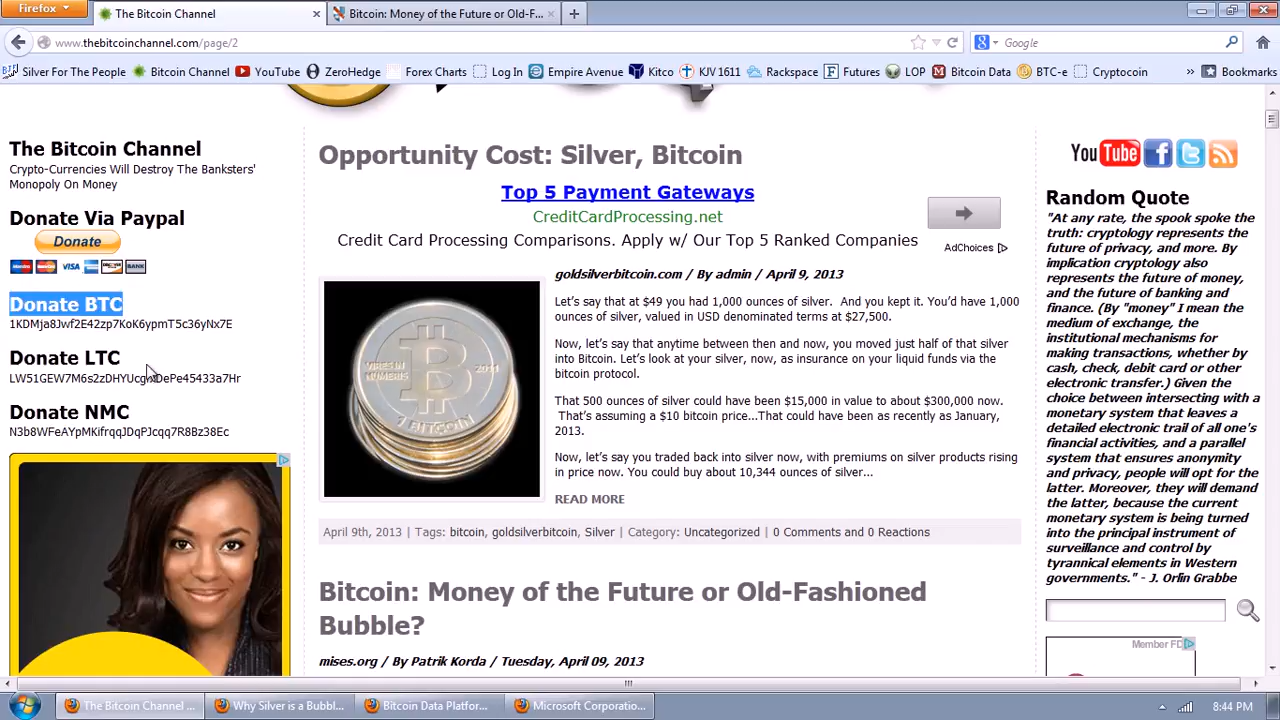 Firefox
The Bitcoin Channel
Bitcoin: Money of the Future or Old-F...
www.thebitcoinchannel.com/page/2
Google
Silver For The People
Bitcoin Channel
YouTube
ZeroHedge
Forex Charts
Log In
Empire Avenue
Kitco
KJV 1611
Rackspace
Futures
LOP
Bitcoin Data
BTC-e
Cryptocoin
»
Bookmarks
The Bitcoin Channel
Crypto-Currencies Will Destroy The Banksters'
Monopoly On Money
Donate Via Paypal
Donate
VISA
BANK
Donate BTC
1KDMja8Jwf2E42zp7KoK6ypmT5c36yNx7E
Donate LTC
Donate NMC
N3b8WFeAYpMKifrqqJDqPJcqq7R8Bz38Ec
Opportunity Cost: Silver, Bitcoin
Top 5 Payment Gateways
CreditCardProcessing.net
Credit Card Processing Comparisons. Apply w/ Our Top 5 Ranked Companies
AdChoices
VIRES IN
NUMERIS
2011
1 BITCOIN
goldsilverbitcoin.com / By admin / April 9, 2013
Let's say that at $49 you had 1,000 ounces of silver. And you kept it. You'd have 1,000
ounces of silver, valued in USD denominated terms at $27,500.
Now, let's say that anytime between then and now, you moved just half of that silver
into Bitcoin. Let's look at your silver, now, as insurance on your liquid funds via the
bitcoin protocol.
That 500 ounces of silver could have been $15,000 in value to about $300,000 now.
That's assuming a $10 bitcoin price...That could have been as recently as January,
2013.
Now, let's say you traded back into silver now, with premiums on silver products rising
in price now. You could buy about 10,344 ounces of silver...
READ MORE
April 9th, 2013 | Tags: bitcoin, goldsilverbitcoin, Silver | Category: Uncategorized | 0 Comments and 0 Reactions
Bitcoin: Money of the Future or Old-Fashioned
Bubble?
mises.org / By Patrik Korda / Tuesday, April 09, 2013
You Tube
Random Quote
"At any rate, the spook spoke the
truth: cryptology represents the
future of privacy, and more. By
implication cryptology also
represents the future of money,
and the future of banking and
finance. (By "money" I mean the
medium of exchange, the
institutional mechanisms for
making transactions, whether by
cash, check, debit card or other
electronic transfer.) Given the
choice between intersecting with a
monetary system that leaves a
detailed electronic trail of all one's
financial activities, and a parallel
system that ensures anonymity
and privacy, people will opt for the
latter. Moreover, they will demand
the latter, because the current
monetary system is being turned
into the principal instrument of
surveillance and control by
tyrannical elements in Western
governments." - J. Orlin Grabbe
Member FD
The Bitcoin Channel ...
Why Silver is a Bubbl...
Bitcoin Data Platfor...
Microsoft Corporatio...
8:44 PM